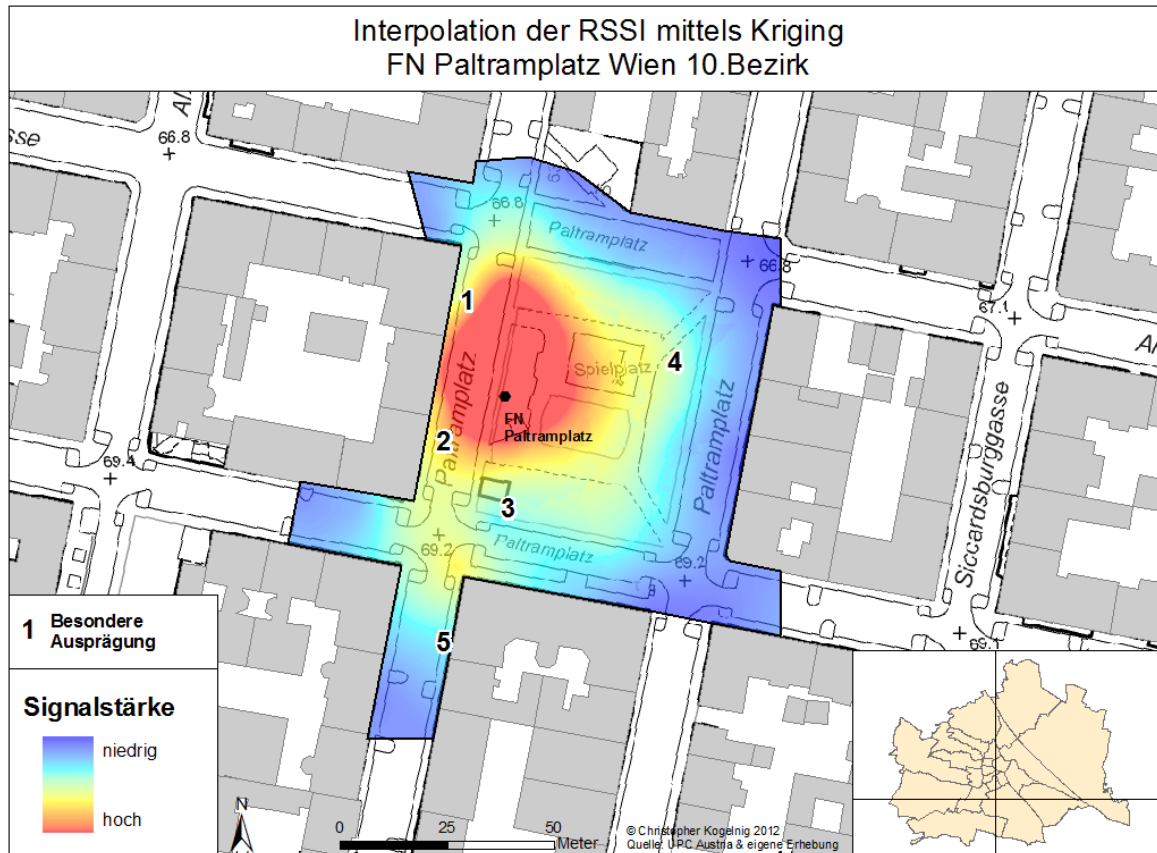 Interpolation der RSSI mittels Kriging
FN Paltramplatz Wien 10.Bezirk
66.8
sse
66.8
Paltramplatz
66.8
67.1
1
4
Spielplatz
Paltramplatz
FN
Paltramplatz
2
Paltramplatz
69.4
3
Siccardsburggasse
69.2
Paltramplatz
69.2
69.1
5
1 Besondere
Ausprägung
Signalstärke
niedrig
hoch
N
0 25 50
Meter
© Christopher Kogelnig 2012
Quelle: UPC Austria & eigene Erhebung